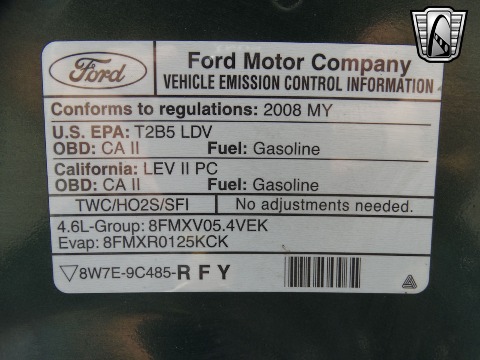 Ford
Ford Motor Company
VEHICLE EMISSION CONTROL INFORMATION
Conforms to regulations: 2008 MY
U.S. EPA: T2B5 LDV
OBD: CA II Fuel: Gasoline
California: LEV II PC
OBD: CA II Fuel: Gasoline
TWC/HO2S/SFI No adjustments needed.
4.6L-Group: 8FMXV05.4VEK
Evap: 8FMXR0125KCK
8W7E-9C485-R F Y